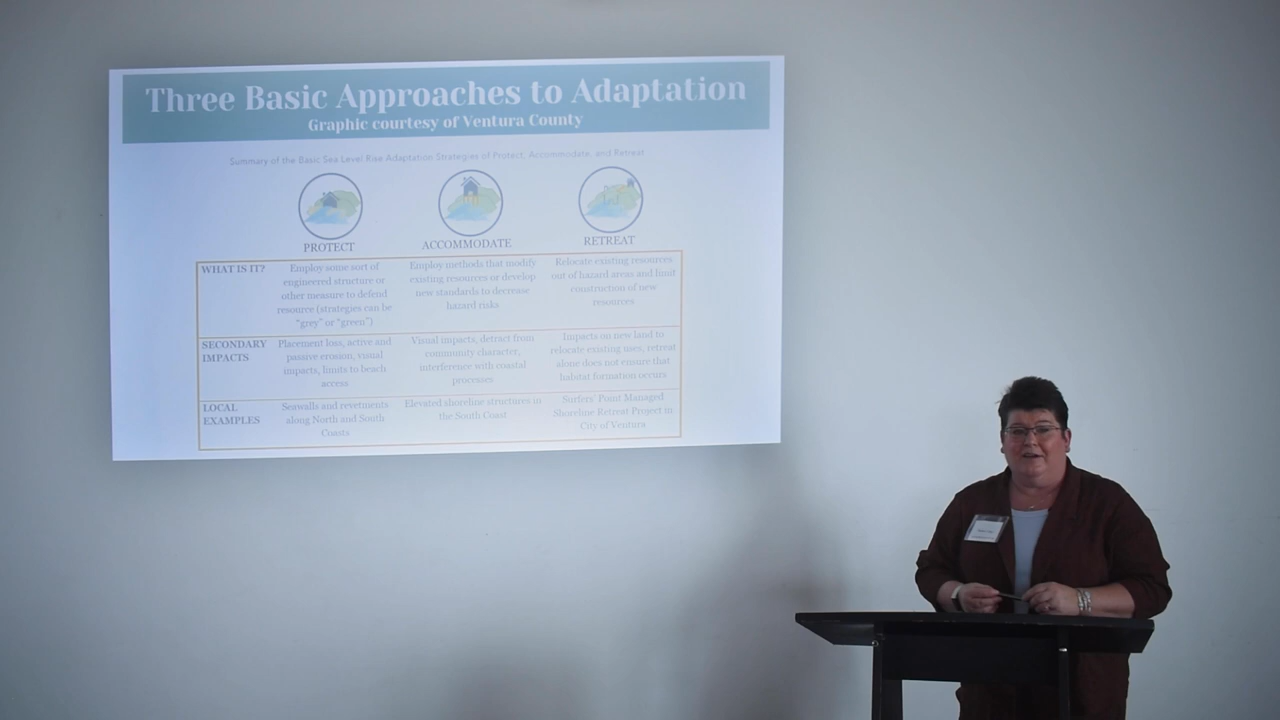 Three Basic Approaches to Adaptation
Graphic courtesy of Ventura County
Summary of the Basic Sea Level Rise Adaptation Strategies of Protect, Accommodate, and Retreat
PROTECT
ACCOMMODATE
RETREAT
WHAT IS IT?
Employ some sort of
engineered structure or
other measure to defend
resource (strategies can be
"grey" or "green")
Employ methods that modify
existing resources or develop
new standards to decrease
hazard risks
Relocate existing resources
out of hazard areas and limit
construction of new
resources
SECONDARY
IMPACTS
Placement loss, active and
passive erosion, visual
impacts, limits to beach
access
Visual impacts, detract from
community character,
interference with coastal
processes
Impacts on new land to
relocate existing uses, retreat
alone does not ensure that
habitat formation occurs
LOCAL
EXAMPLES
Seawalls and revetments
along North and South
Coasts
Elevated shoreline structures in
the South Coast
Surfers' Point Managed
Shoreline Retreat Project in
City of Ventura